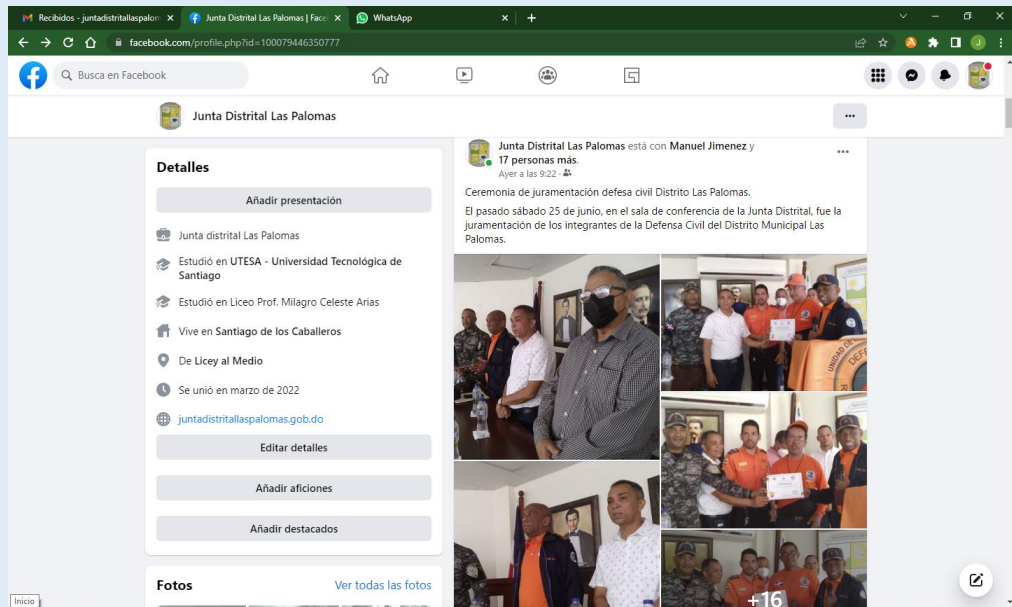 Recibidos - juntadistritallaspalom
Junta Distrital Las Palomas | Face
WhatsApp
facebook.com/profile.php?id=100079446350777
Busca en Facebook
Junta Distrital Las Palomas
Detalles
Añadir presentación
Junta distrital Las Palomas
Estudió en UTESA - Universidad Tecnológica de
Santiago
Estudió en Liceo Prof. Milagro Celeste Arias
Vive en Santiago de los Caballeros
De Licey al Medio
Se unió en marzo de 2022
juntadistritallaspalomas.gob.do
Editar detalles
Añadir aficiones
Añadir destacados
Fotos
Ver todas las fotos
Junta Distrital Las Palomas está con Manuel Jimenez y
17 personas más.
Ayer a las 9:22
Ceremonia de juramentación defesa civil Distrito Las Palomas.
El pasado sábado 25 de junio, en el sala de conferencia de la Junta Distrital, fue la
juramentación de los integrantes de la Defensa Civil del Distrito Municipal Las
Palomas.
UNIDAD DE
DEF
+16
Inicio